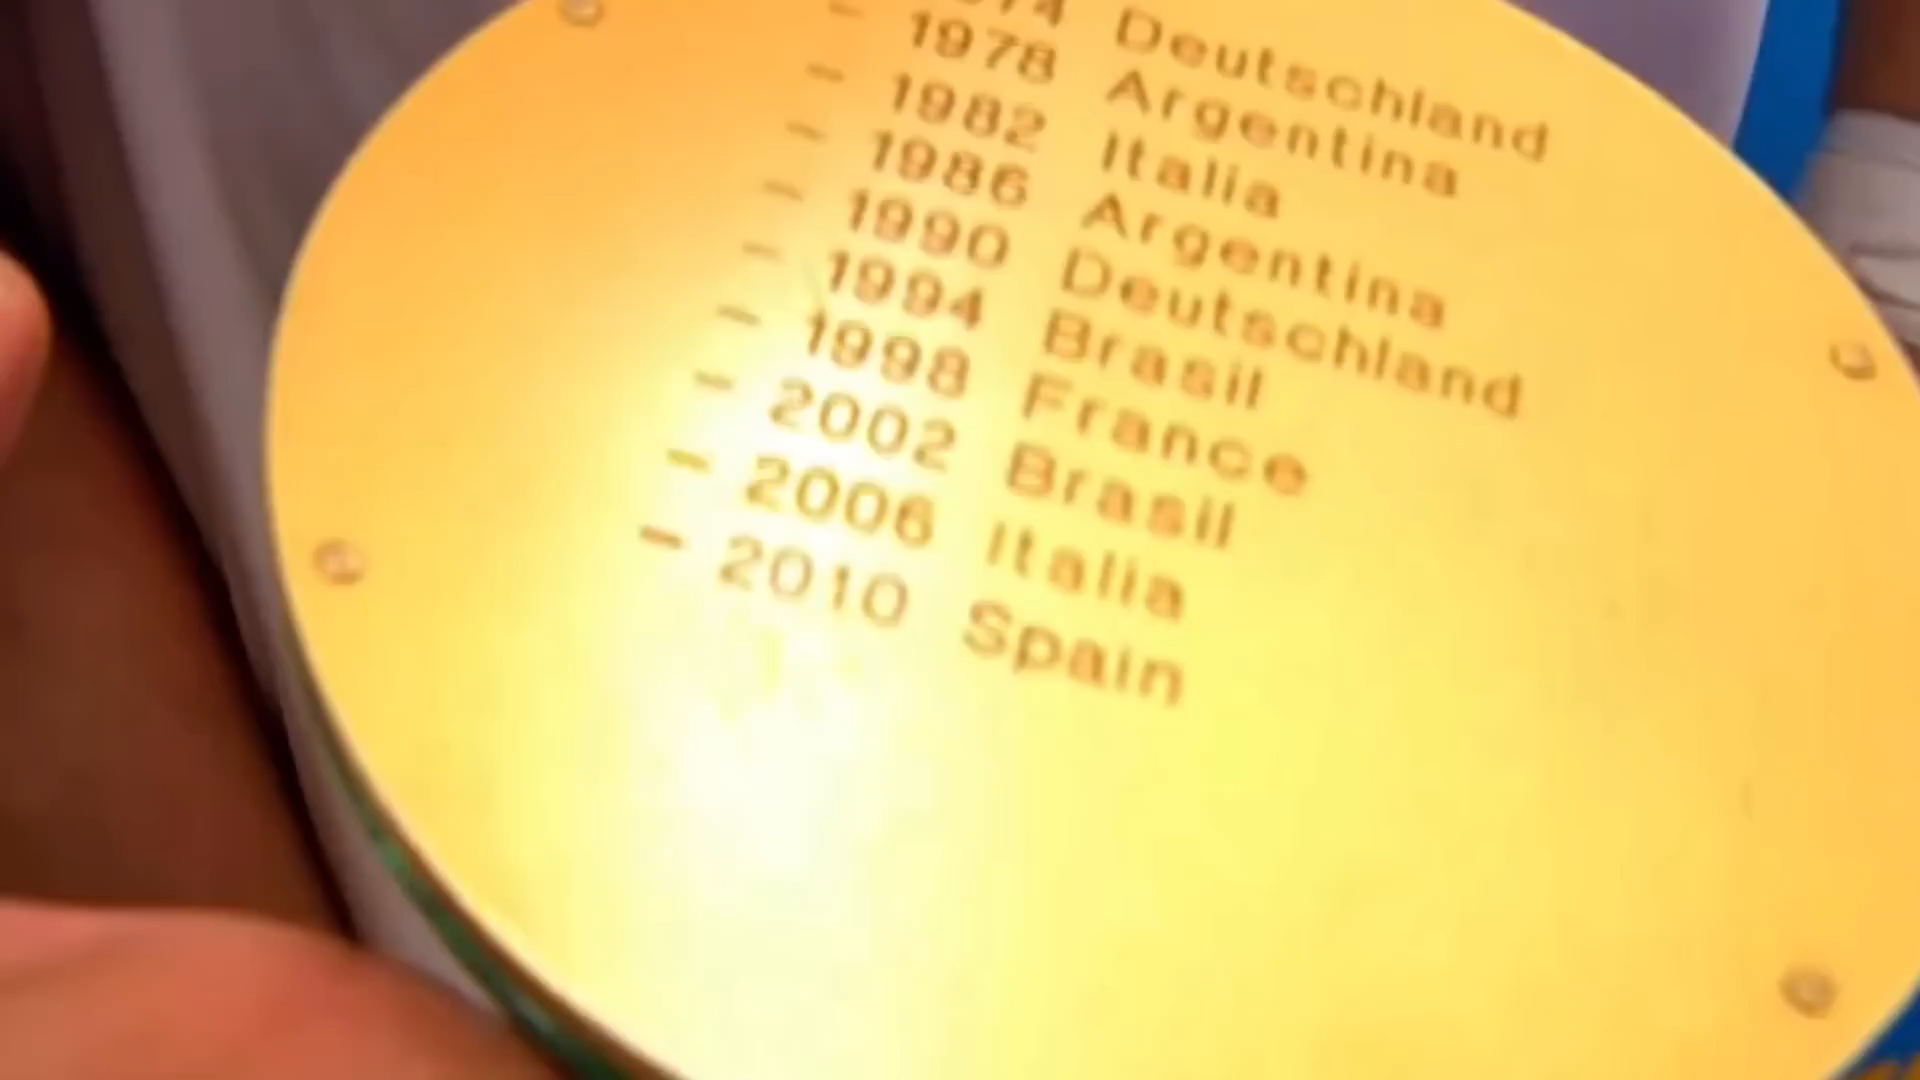 74 Deutschland
- 1978 Argentina
- 1982 Italia
- 1986 Argentina
- 1990 Deutschland
- 1994 Brasil
- 1998 France
- 2002 Brasil
- 2006 Italia
- 2010 Spain